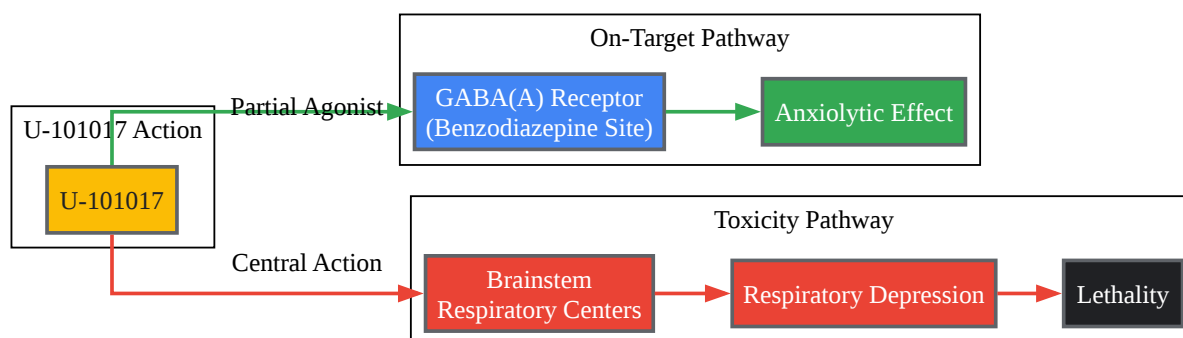 On-Target Pathway
Partial Agonist
GABA(A) Receptor
(Benzodiazepine Site)
Anxiolytic Effect
U-101017 Action
U-101017
Toxicity Pathway
Central Action
Brainstem
Respiratory Centers
Respiratory Depression
Lethality